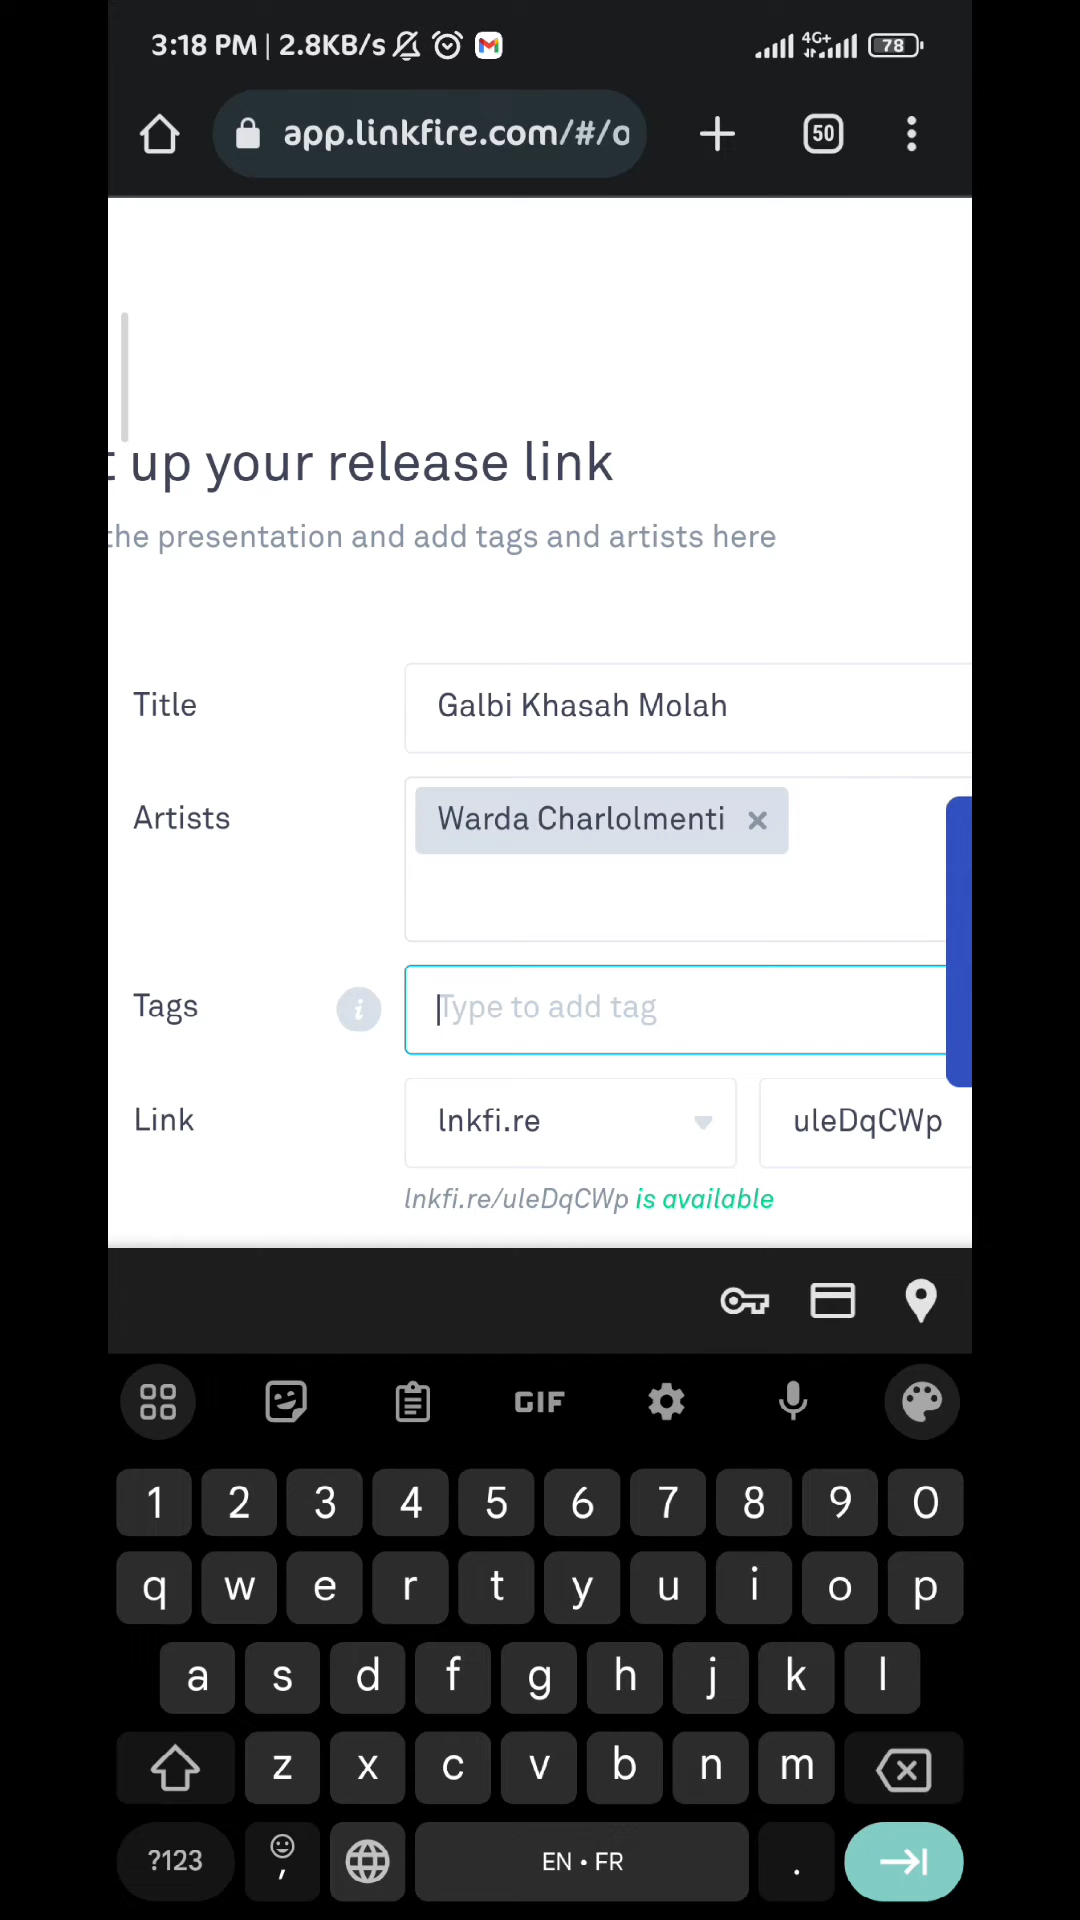 3:18 PM | 2.8KB/s 4G+ 78
app.linkfire.com/#/o 50
t up your release link
the presentation and add tags and artists here
Title Galbi Khasah Molah
Artists Warda Charlolmenti ×
Tags i Type to add tag
Link lnkfi.re uleDqCWp
lnkfi.re/uleDqCWp is available
GIF
1 2 3 4 5 6 7 8 9 0
q w e r t y u i o p
a s d f g h j k l
z x c v b n m
?123 , EN • FR .